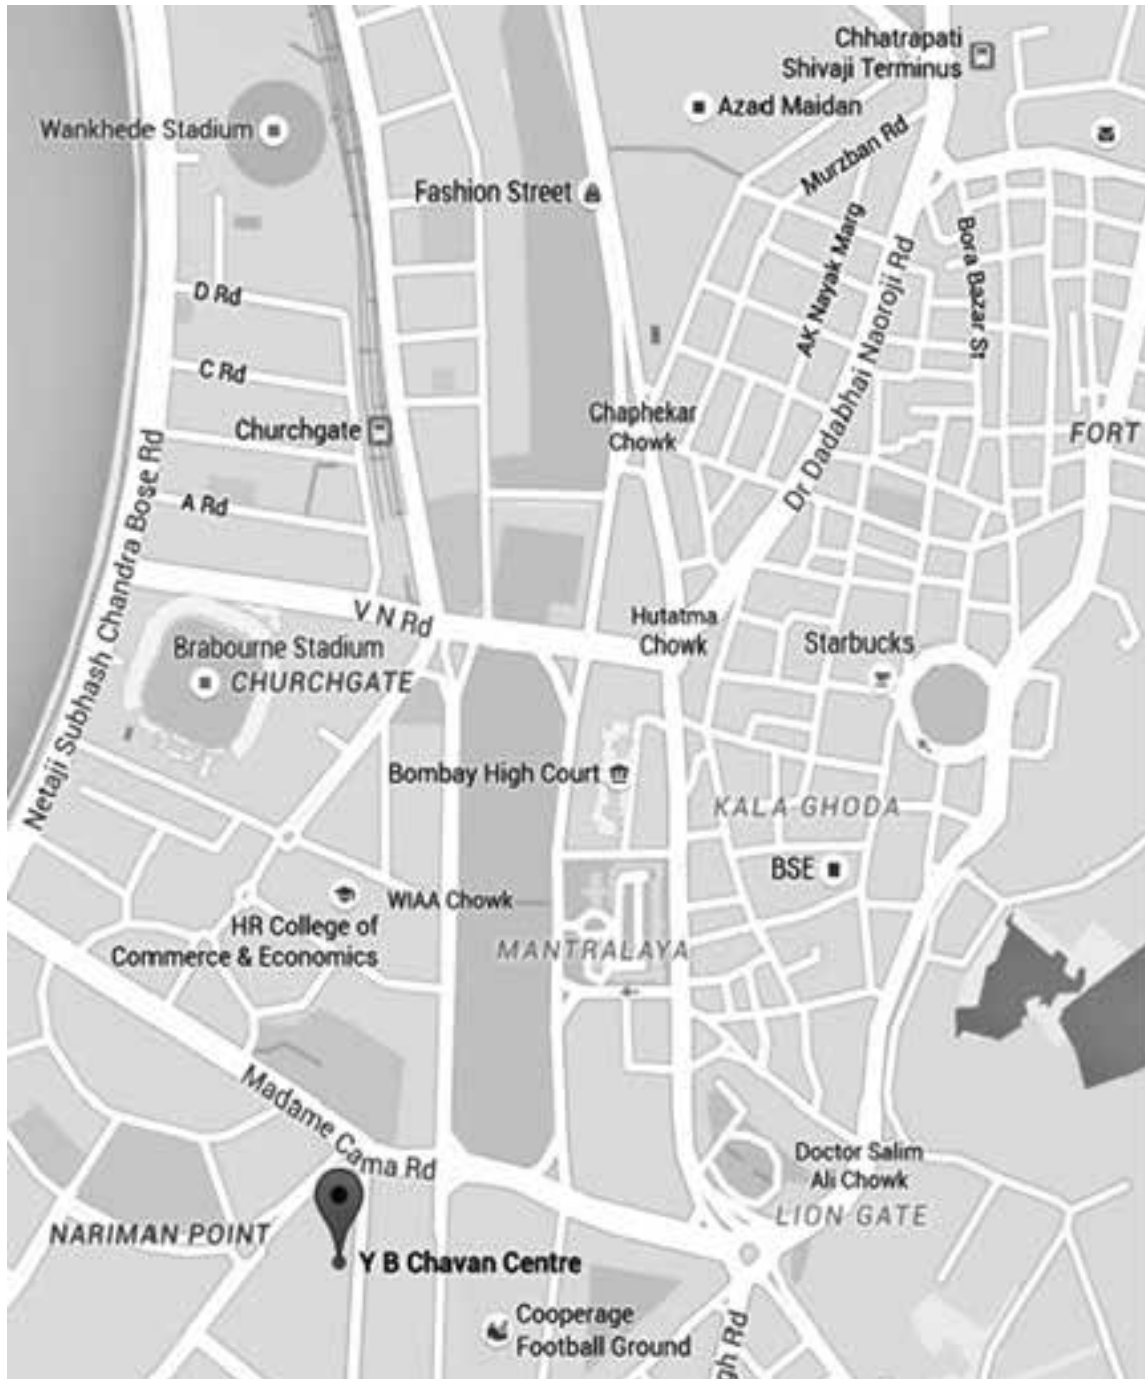 Chhatrapati
Shivaji Terminus
Azad Maidan
Wankhede Stadium
Murzban Rd
Fashion Street
AK Nayak Marg
Bora Bazar St
Dr Dadabhai Naoroji Rd
D Rd
C Rd
Chaphekar
Chowk
Churchgate
FORT
A Rd
Netaji Subhash Chandra Bose Rd
V N Rd
Hutatma
Chowk
Brabourne Stadium
CHURCHGATE
Starbucks
Bombay High Court
KALA GHODA
BSE
WIAA Chowk
HR College of
Commerce & Economics
MANTRALAYA
Madame Cama Rd
Doctor Salim
Ali Chowk
LION GATE
NARIMAN POINT
Y B Chavan Centre
Cooperage
Football Ground
gh Rd